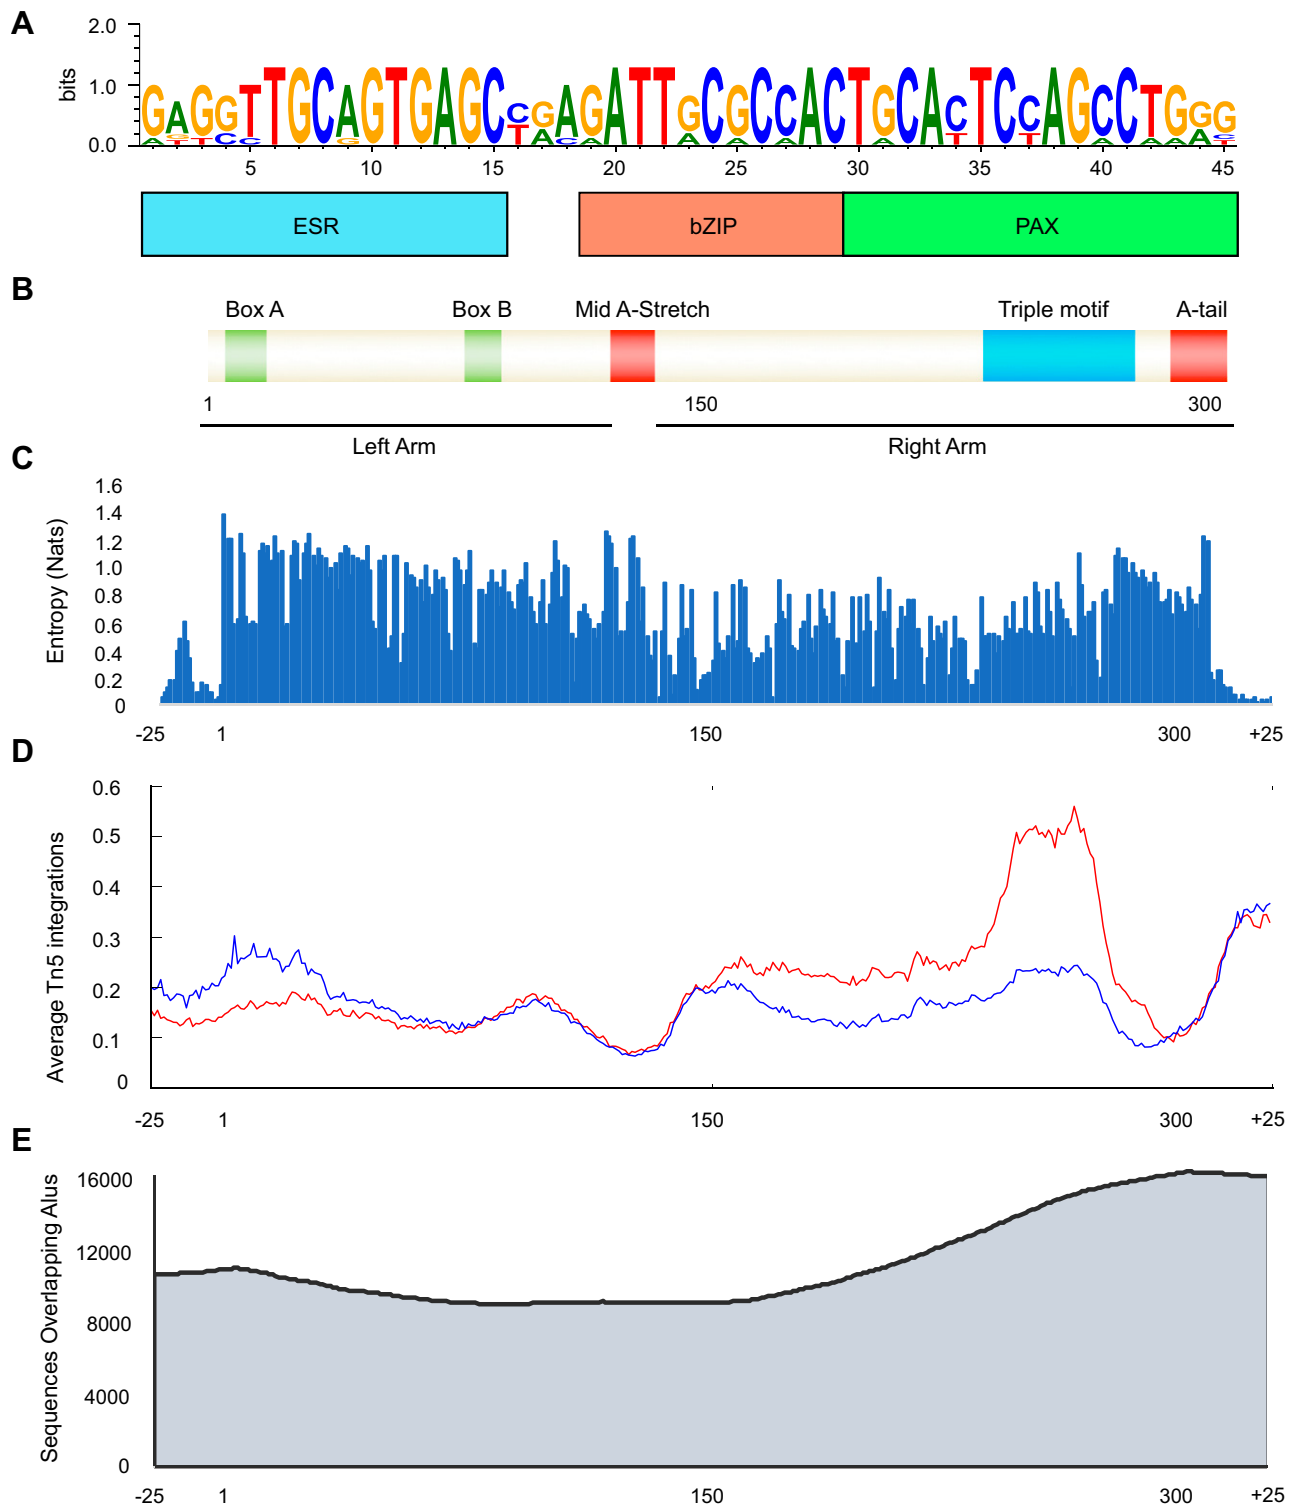 A
2.0
bits
1.0
0.0
5 10 15 20 25 30 35 40 45
ESR bZIP PAX
B
Box A Box B Mid A-Stretch Triple motif A-tail
1 150 300
Left Arm Right Arm
C
Entropy (Nats)
1.6
1.4
1.2
1.0
0.8
0.6
0.4
0.2
0
-25 1 150 300 +25
D
Average Tn5 integrations
0.6
0.5
0.4
0.3
0.2
0.1
0
-25 1 150 300 +25
E
Sequences Overlapping Alus
16000
12000
8000
4000
0
-25 1 150 300 +25